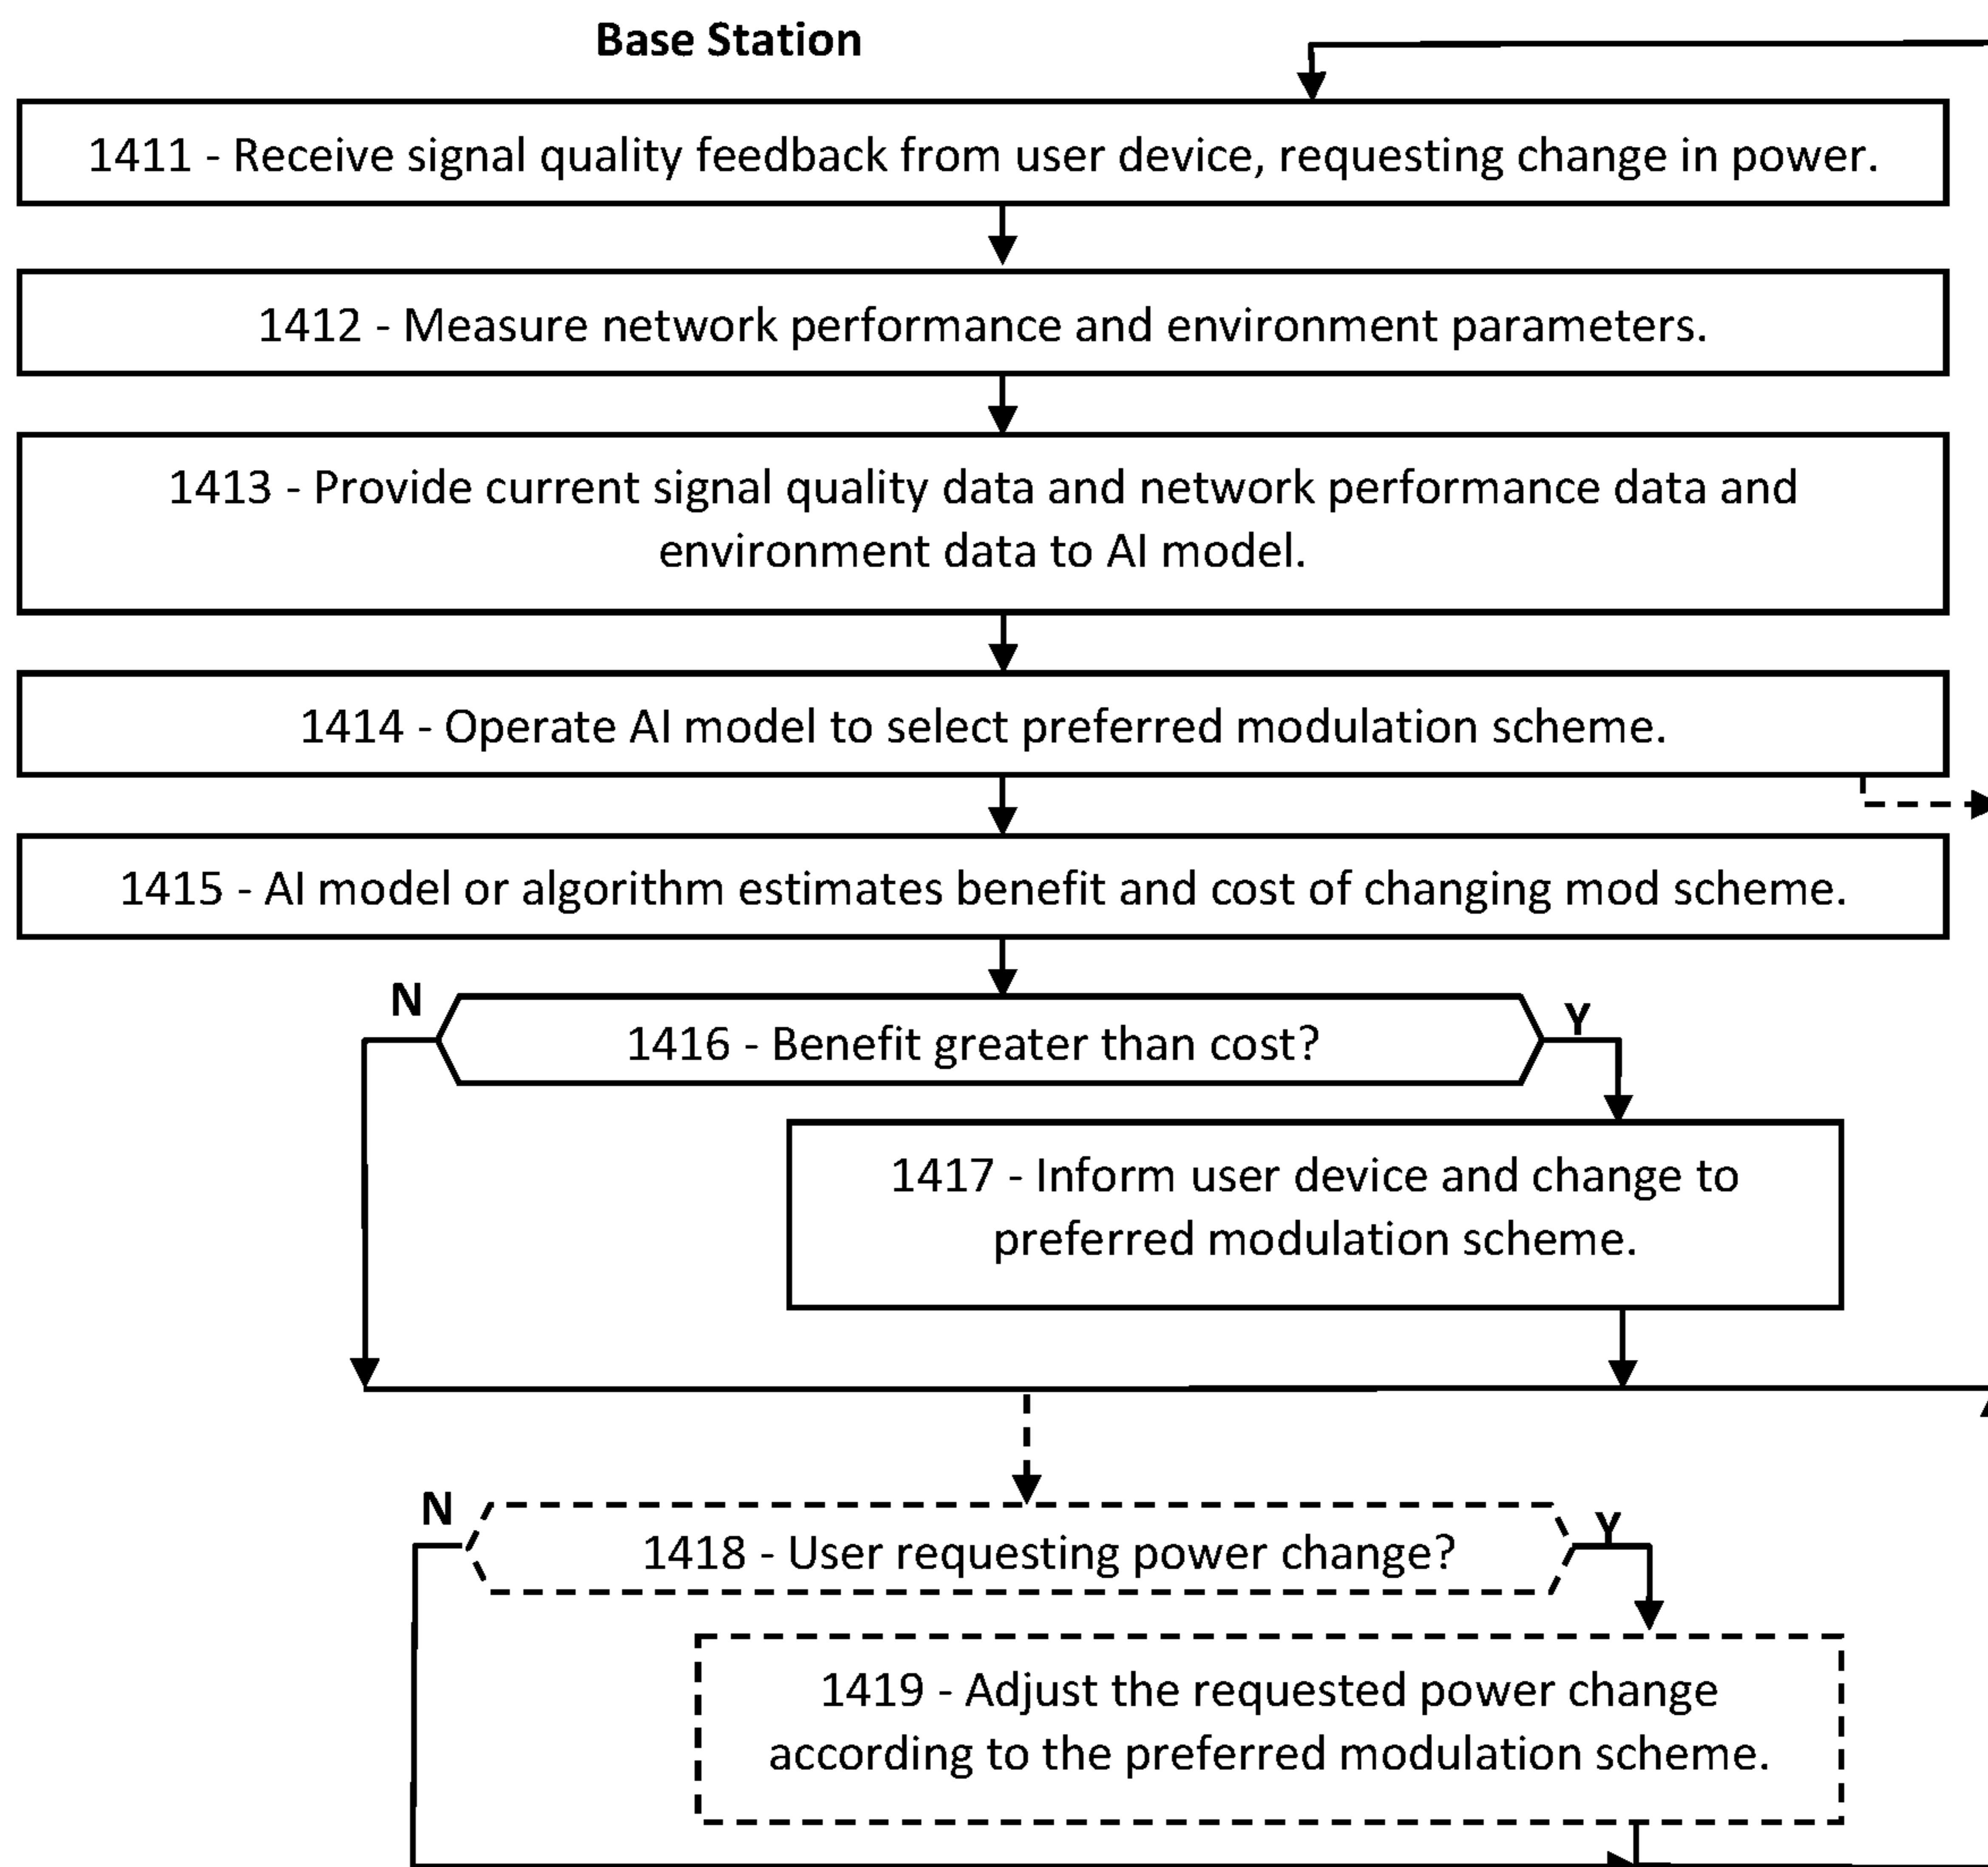 Base Station
1411 - Receive signal quality feedback from user device, requesting change in power.
1412 - Measure network performance and environment parameters.
1413 - Provide current signal quality data and network performance data and
environment data to AI model.
1414 - Operate AI model to select preferred modulation scheme.
1415 - AI model or algorithm estimates benefit and cost of changing mod scheme.
N
1416 - Benefit greater than cost?
Y
1417 - Inform user device and change to
preferred modulation scheme.
N
1418 - User requesting power change?
Y
1419 - Adjust the requested power change
according to the preferred modulation scheme.